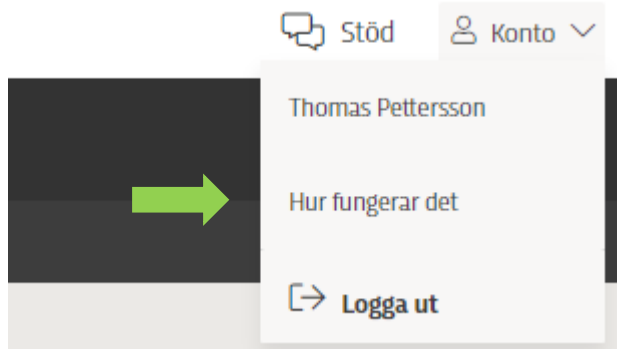 Stöd
Konto
Thomas Pettersson
Hur fungerar det
Logga ut